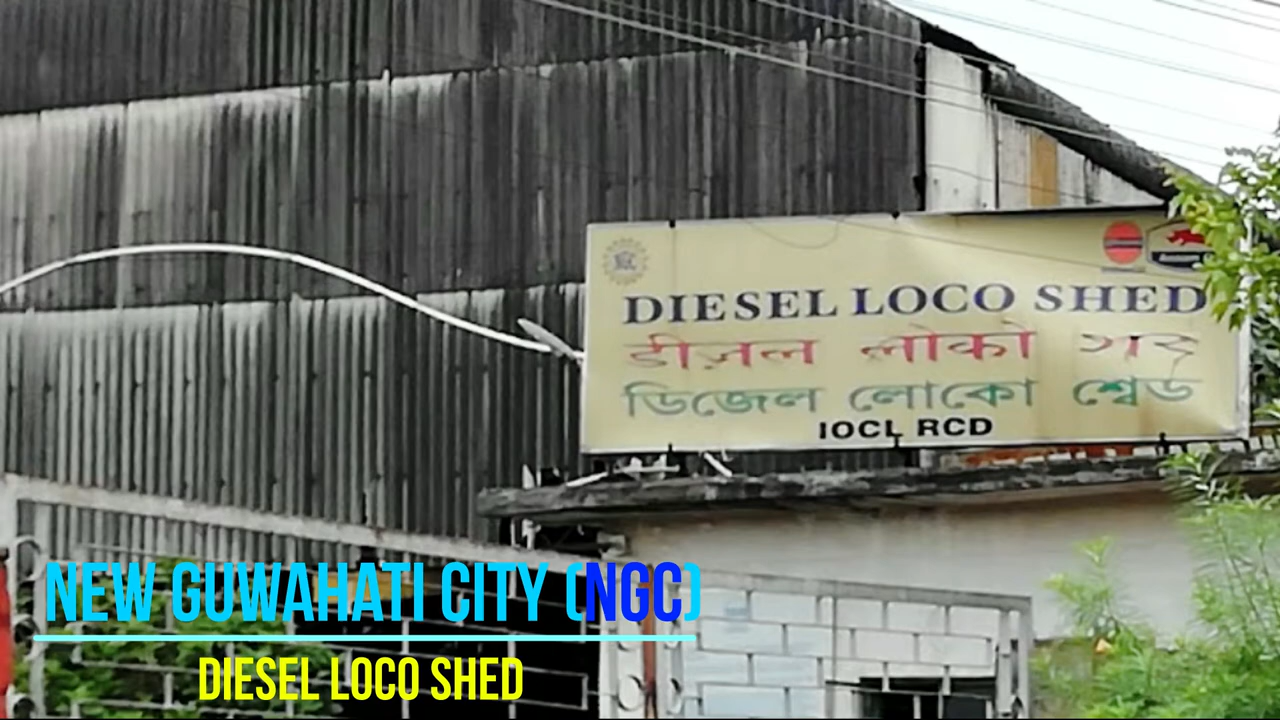 DIESEL LOCO SHED
डीज़ल लोको
ডিজেল লোকো শ্বেড
IOCL RCD
NEW GUWAHATI CITY (NGC)
DIESEL LOCO SHED